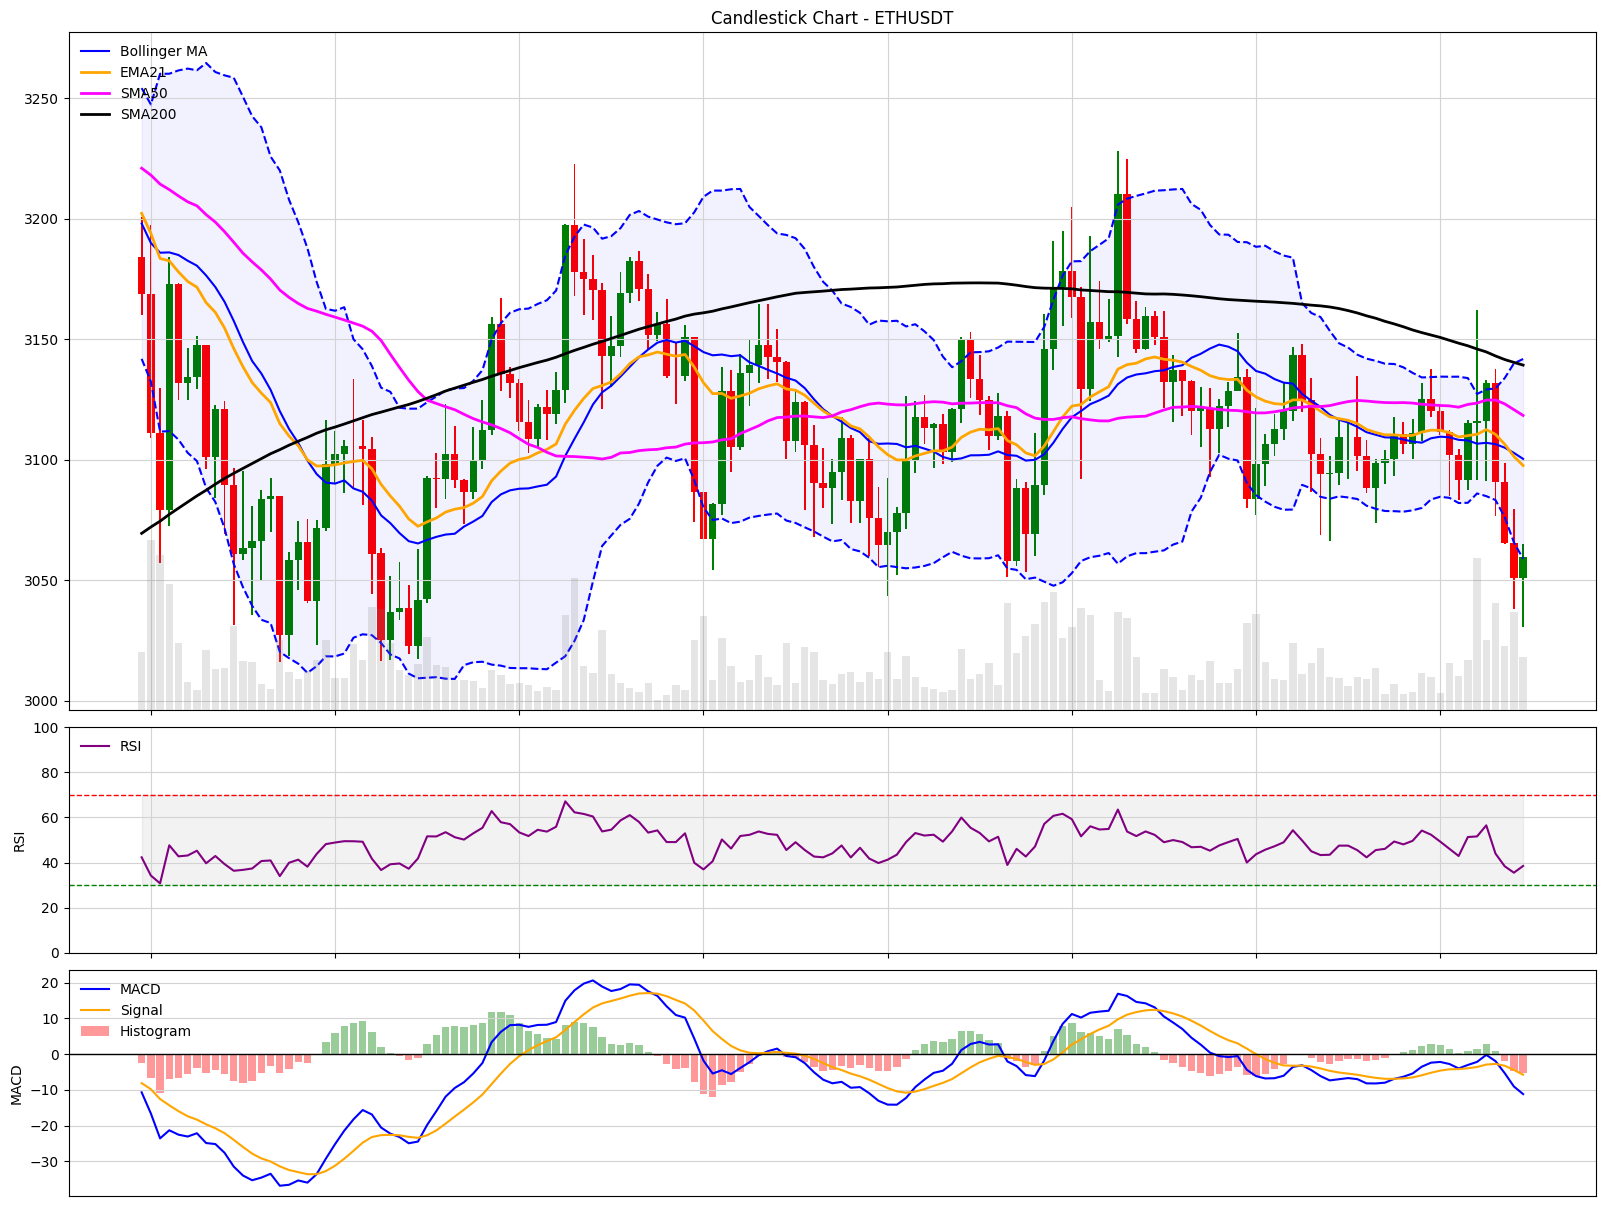 Candlestick Chart - ETHUSDT
Bollinger MA
EMA21
SMA50
SMA200
3250
3200
3150
3100
3050
3000
RSI
100
80
60
40
20
0
RSI
MACD
Signal
Histogram
20
10
0
−10
−20
−30
MACD